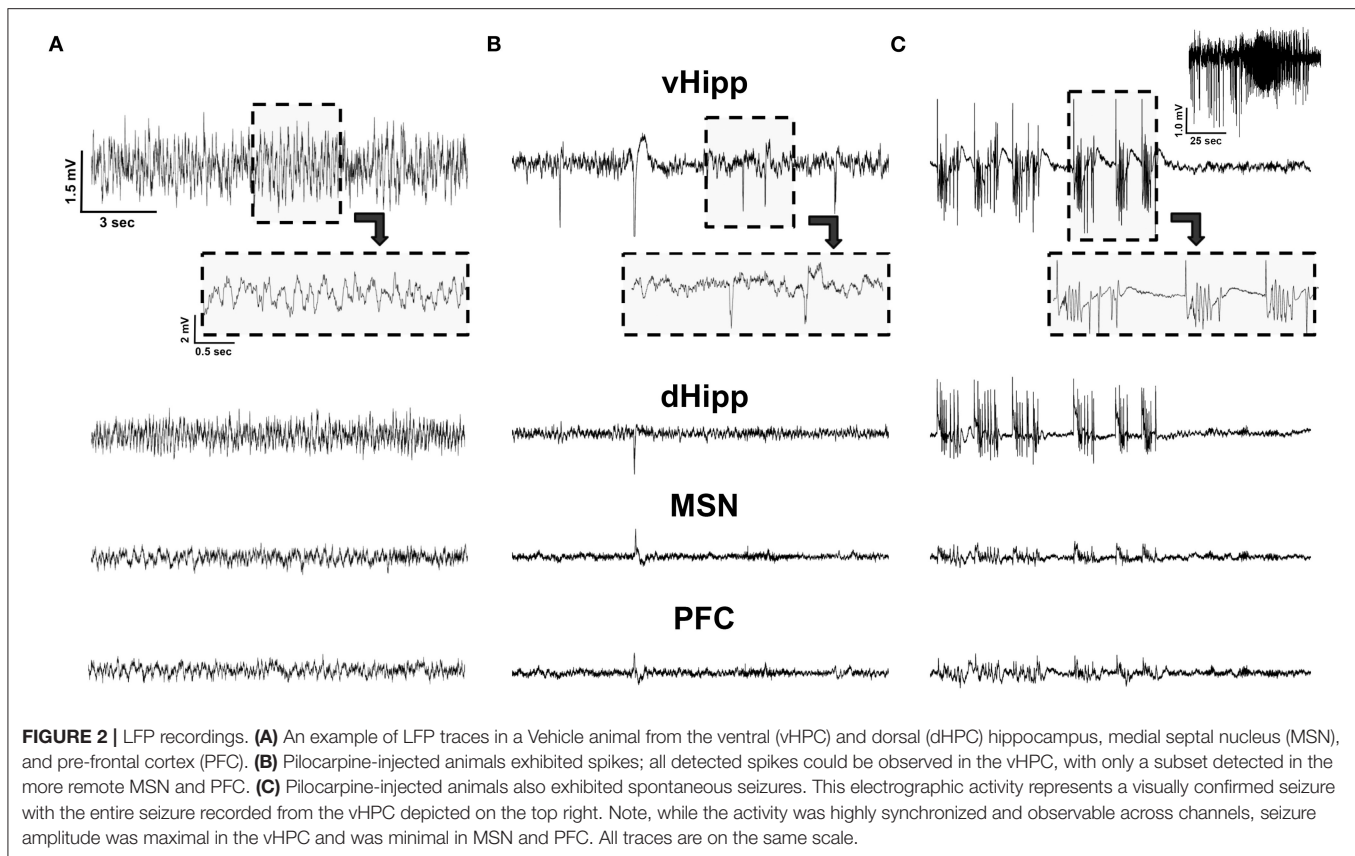 A
B
C
vHipp
1.5 mV
3 sec
1.0 mV
25 sec
2 mV
0.5 sec
dHipp
MSN
PFC
FIGURE 2 | LFP recordings. (A) An example of LFP traces in a Vehicle animal from the ventral (vHPC) and dorsal (dHPC) hippocampus, medial septal nucleus (MSN),
and pre-frontal cortex (PFC). (B) Pilocarpine-injected animals exhibited spikes; all detected spikes could be observed in the vHPC, with only a subset detected in the
more remote MSN and PFC. (C) Pilocarpine-injected animals also exhibited spontaneous seizures. This electrographic activity represents a visually confirmed seizure
with the entire seizure recorded from the vHPC depicted on the top right. Note, while the activity was highly synchronized and observable across channels, seizure
amplitude was maximal in the vHPC and was minimal in MSN and PFC. All traces are on the same scale.